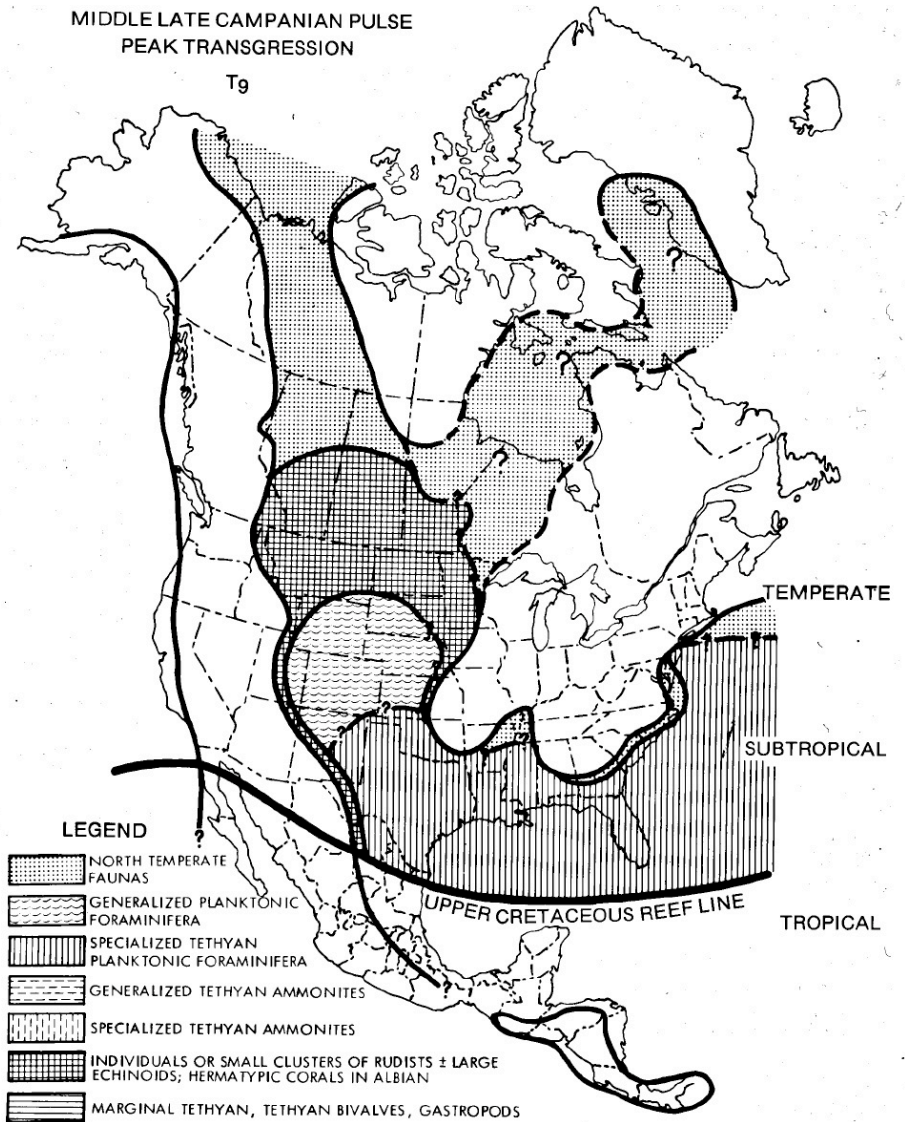 MIDDLE LATE CAMPANIAN PULSE
PEAK TRANSGRESSION
T9
?
?
?
?
?
?
?
?
?
?
TEMPERATE
SUBTROPICAL
UPPER CRETACEOUS REEF LINE
TROPICAL
?
?
LEGEND
NORTH TEMPERATE
FAUNAS
GENERALIZED PLANKTONIC
FORAMINIFERA
SPECIALIZED TETHYAN
PLANKTONIC FORAMINIFERA
GENERALIZED TETHYAN AMMONITES
SPECIALIZED TETHYAN AMMONITES
INDIVIDUALS OR SMALL CLUSTERS OF RUDISTS ± LARGE
ECHINOIDS; HERMATYPIC CORALS IN ALBIAN
MARGINAL TETHYAN, TETHYAN BIVALVES, GASTROPODS